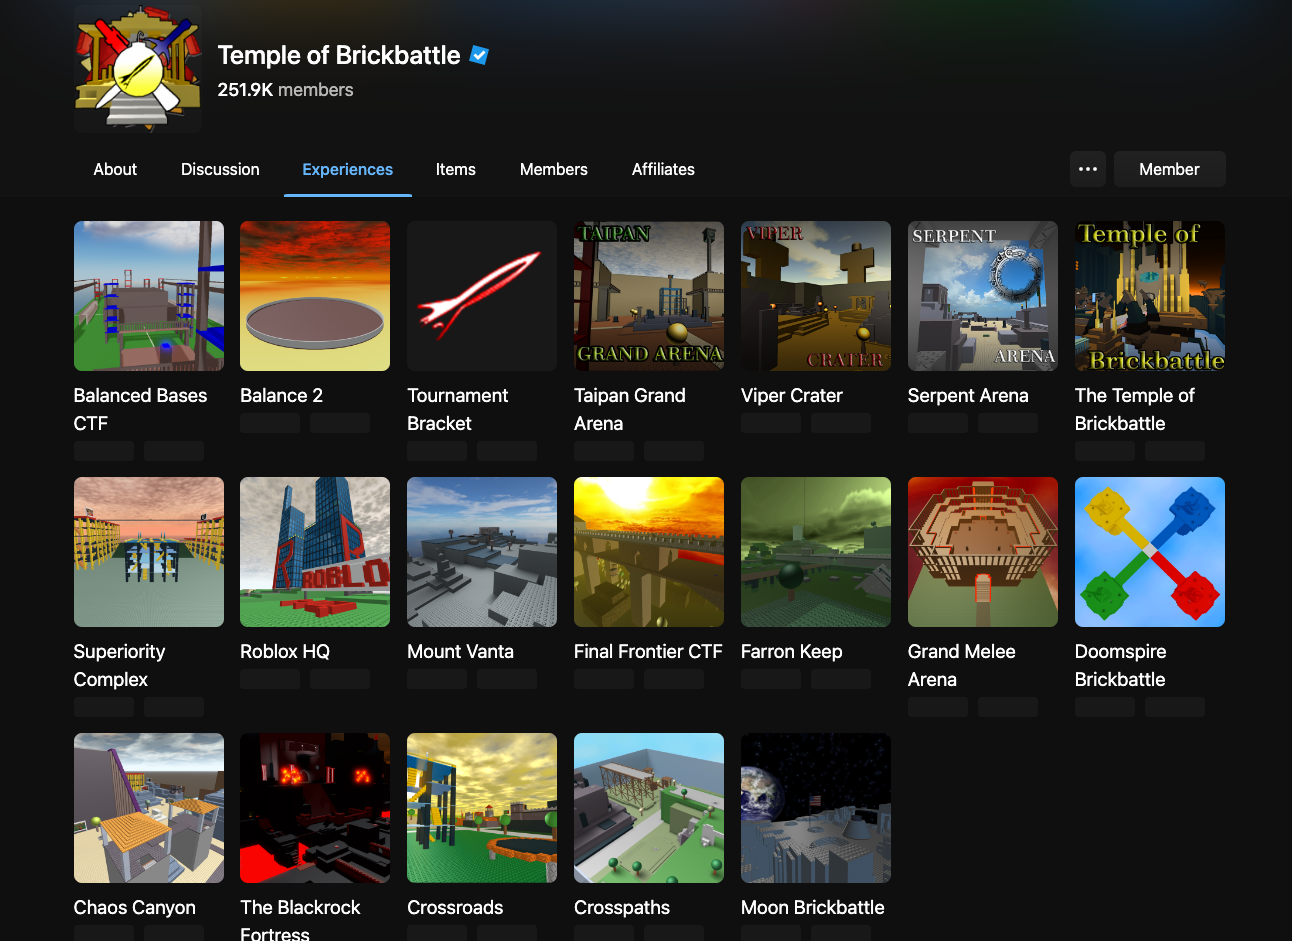 Temple of Brickbattle
251.9K members
About
Discussion
Experiences
Items
Members
Affiliates
Member
TAIPAN
GRAND ARENA
VIPER
CRATER
SERPENT
ARENA
Temple of
Brickbattle
Balanced Bases
CTF
Balance 2
Tournament
Bracket
Taipan Grand
Arena
Viper Crater
Serpent Arena
The Temple of
Brickbattle
ROBLO
Superiority
Complex
Roblox HQ
Mount Vanta
Final Frontier CTF
Farron Keep
Grand Melee
Arena
Doomspire
Brickbattle
Chaos Canyon
The Blackrock
Fortress
Crossroads
Crosspaths
Moon Brickbattle